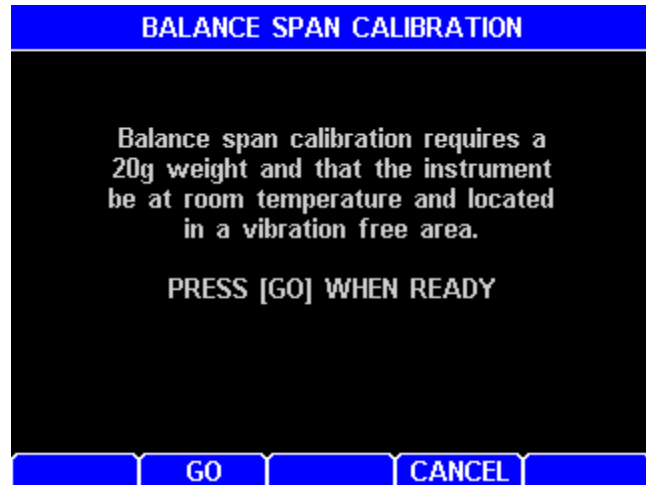 BALANCE SPAN CALIBRATION
Balance span calibration requires a
20g weight and that the instrument
be at room temperature and located
in a vibration free area.
PRESS [GO] WHEN READY
GO
CANCEL